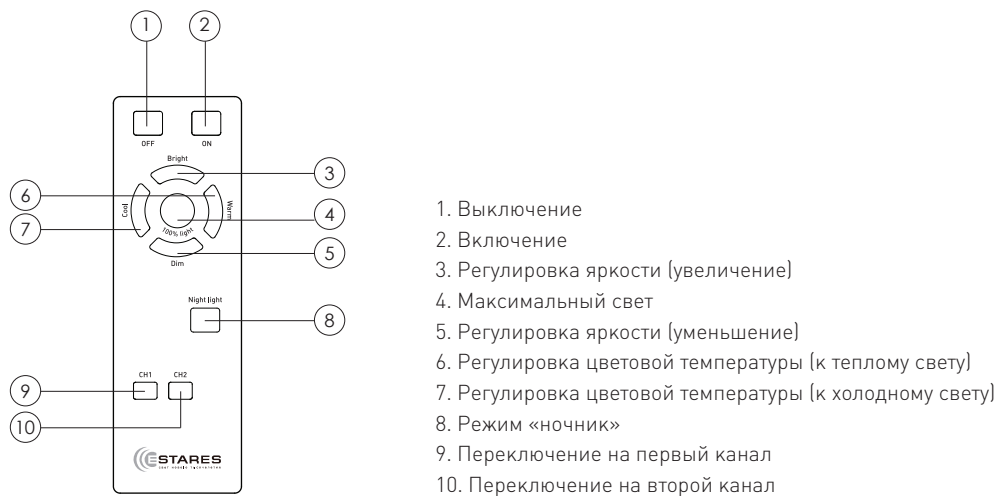 1
2
OFF
ON
Bright
3
6
Cool
Warm
4
7
100% light
5
Dim
Night light
8
CH1
CH2
9
10
ESTARES
1. Выключение
2. Включение
3. Регулировка яркости (увеличение)
4. Максимальный свет
5. Регулировка яркости (уменьшение)
6. Регулировка цветовой температуры (к теплому свету)
7. Регулировка цветовой температуры (к холодному свету)
8. Режим «ночник»
9. Переключение на первый канал
10. Переключение на второй канал